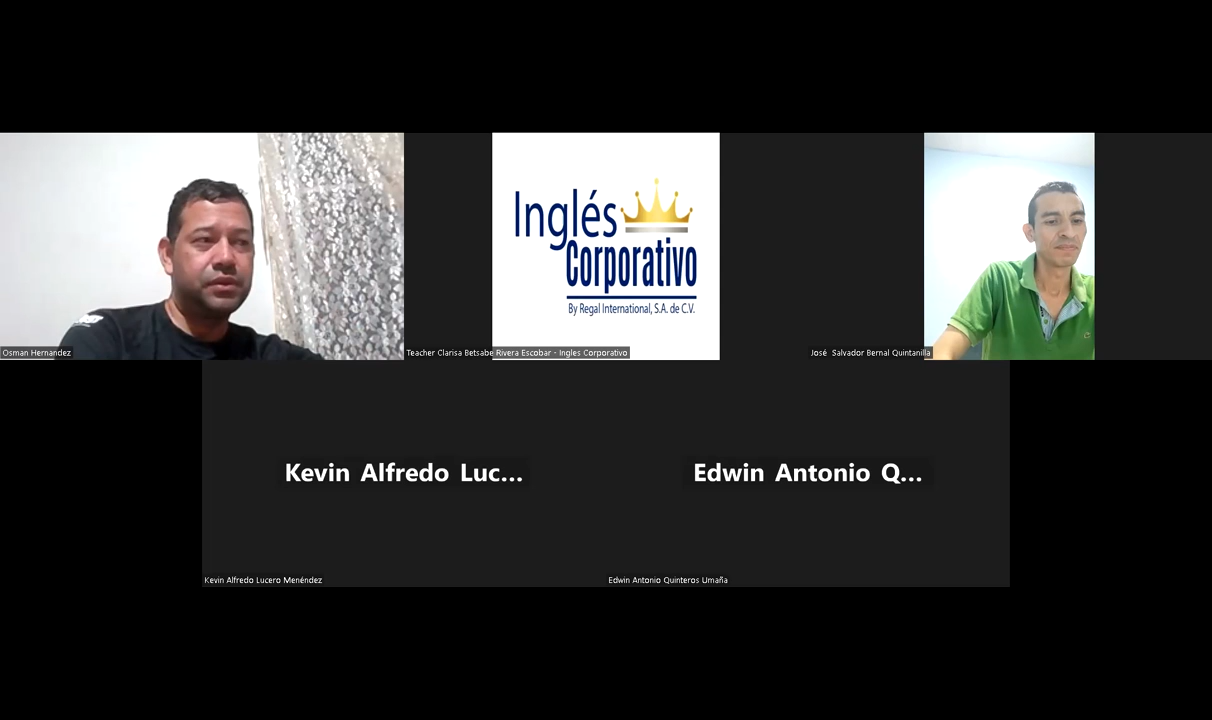 Inglés
Corporativo
By Regal International, S.A. de C.V.
Osman Hernandez
Teacher Clarisa Betsabe Rivera Escobar - Ingles Corporativo
José Salvador Bernal Quintanilla
Kevin Alfredo Luc...
Edwin Antonio Q...
Kevin Alfredo Lucero Menéndez
Edwin Antonio Quinteros Umaña